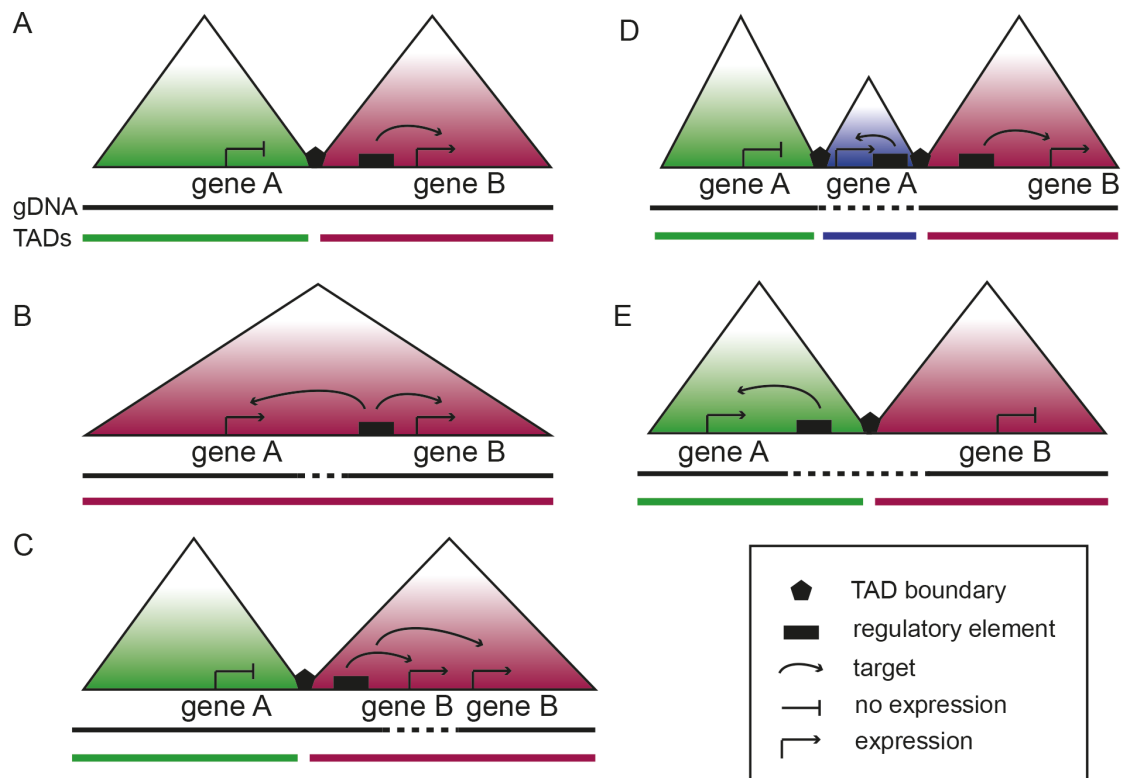 A
gene A
gene B
gDNA
TADs
B
gene A
gene B
C
gene A
gene B
gene B
D
gene A
gene A
gene B
E
gene A
gene B
TAD boundary
regulatory element
target
no expression
expression